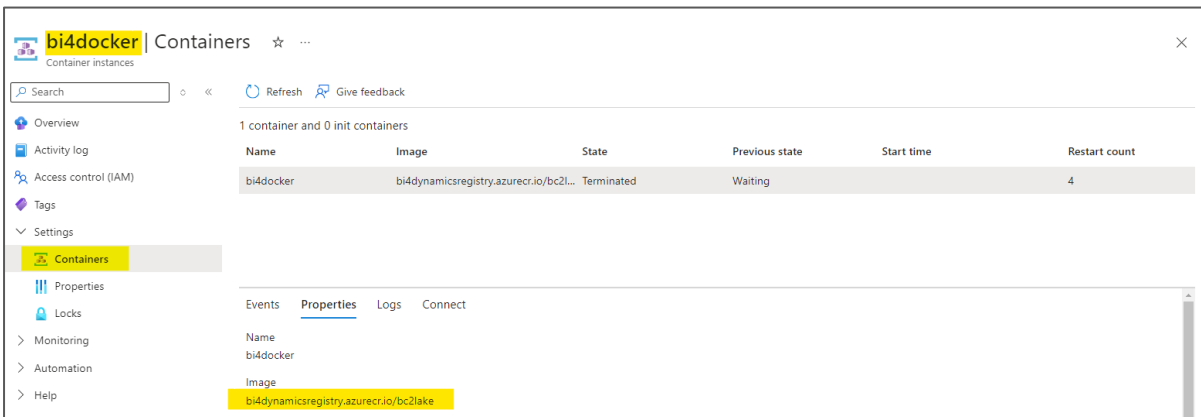 bi4docker | Containers ☆ ...
Container instances
Search
Refresh Give feedback
Overview
Activity log
Access control (IAM)
Tags
Settings
Containers
Properties
Locks
Monitoring
Automation
Help
1 container and 0 init containers
Name Image State Previous state Start time Restart count
bi4docker bi4dynamicsregistry.azurecr.io/bc2l... Terminated Waiting 4
Events Properties Logs Connect
Name
bi4docker
Image
bi4dynamicsregistry.azurecr.io/bc2lake